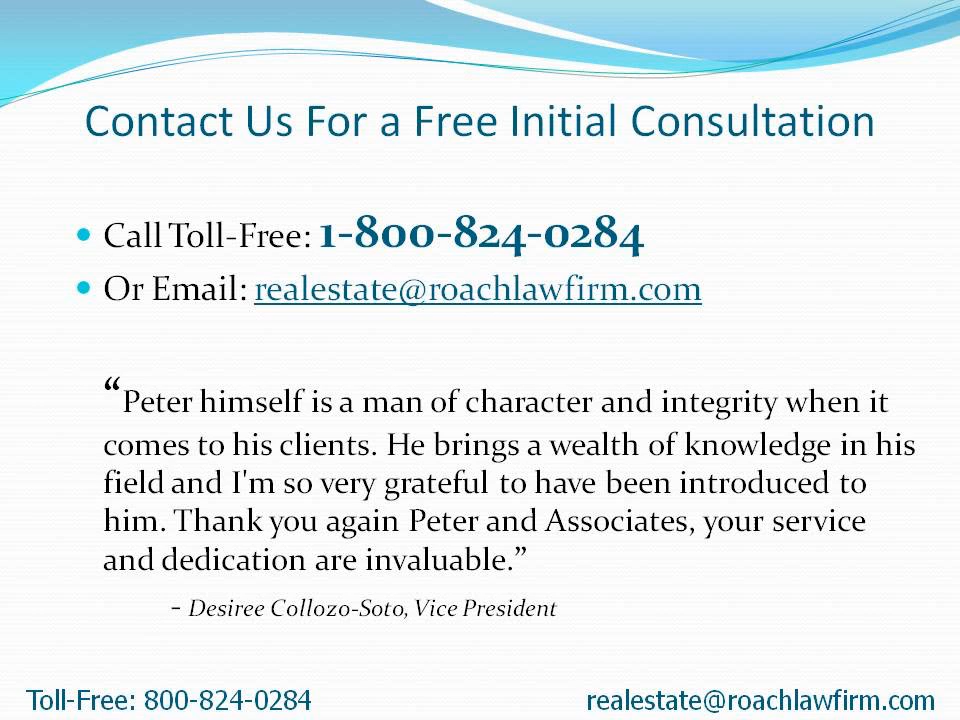 Contact Us For a Free Initial Consultation
• Call Toll-Free: 1-800-824-0284
• Or Email: realestate@roachlawfirm.com
“Peter himself is a man of character and integrity when it
comes to his clients. He brings a wealth of knowledge in his
field and I'm so very grateful to have been introduced to
him. Thank you again Peter and Associates, your service
and dedication are invaluable.”
- Desiree Collozo-Soto, Vice President
Toll-Free: 800-824-0284 realestate@roachlawfirm.com